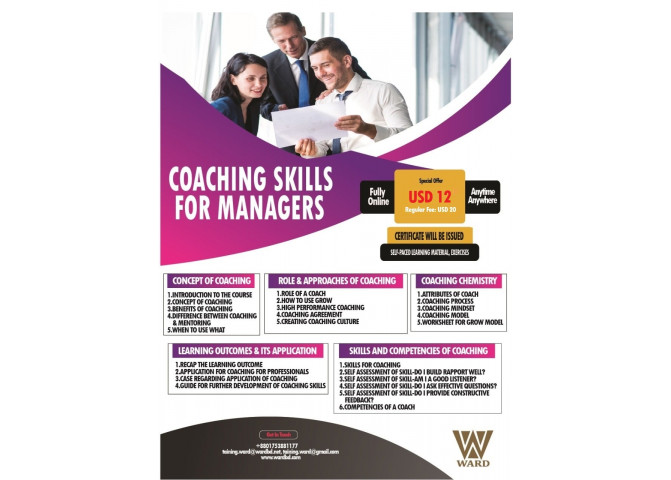 COACHING SKILLS
FOR MANAGERS
Fully
Online
Special Offer
USD 12
Regular Fee: USD 30
Anytime
Anywhere
CERTIFICATE WILL BE ISSUED
SELF-PACED LEARNING MATERIAL, EXERCISES
CONCEPT OF COACHING
1.INTRODUCTION TO THE COURSE
2.CONCEPT OF COACHING
3.BENEFITS OF COACHING
4.DIFFERENCE BETWEEN COACHING
& MENTORING
5.WHEN TO USE WHAT
ROLE & APPROACHES OF COACHING
1.ROLE OF A COACH
2.HOW TO USE GROW
3.HIGH PERFORMANCE COACHING
4.COACHING AGREEMENT
5.CREATING COACHING CULTURE
COACHING CHEMISTRY
1.ATTRIBUTES OF COACH
2.COACHING PROCESS
3.COACHING MINDSET
4.COACHING MODEL
5.WORKSHEET FOR GROW MODEL
LEARNING OUTCOMES & ITS APPLICATION
1.RECAP THE LEARNING OUTCOME
2.APPLICATION FOR COACHING FOR PROFESSIONALS
3.CASE REGARDING APPLICATION OF COACHING
4.GUIDE FOR FURTHER DEVELOPMENT OF COACHING SKILLS
SKILLS AND COMPETENCIES OF COACHING
1.SKILLS FOR COACHING
2.SELF ASSESSMENT OF SKILL-DO I BUILD RAPPORT WELL?
3.SELF ASSESSMENT OF SKILL-AM I A GOOD LISTENER?
4.SELF ASSESSMENT OF SKILL-DO I ASK EFFECTIVE QUESTIONS?
5.SELF ASSESSMENT OF SKILL-DO I PROVIDE CONSTRUCTIVE
FEEDBACK?
6.COMPETENCIES OF A COACH
Get In Touch
+8801753881177
taining.ward@wardbd.net, taining.ward@gmail.com
www.wardbd.com
WARD